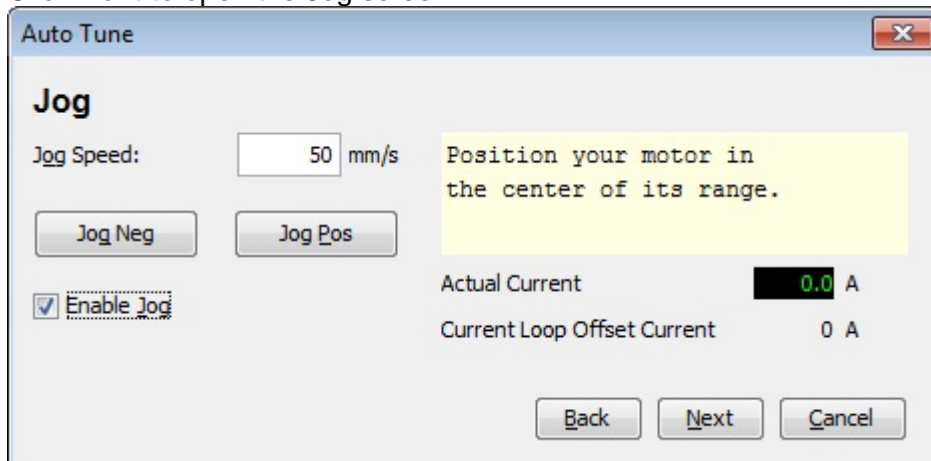 Auto Tune
Jog
Jog Speed: 50 mm/s
Position your motor in
the center of its range.
Jog Neg Jog Pos
Enable Jog
Actual Current 0.0 A
Current Loop Offset Current 0 A
Back Next Cancel